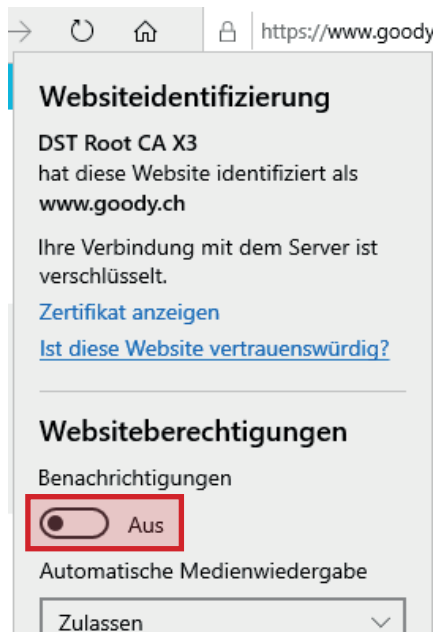 https://www.goody
Websiteidentifizierung
DST Root CA X3
hat diese Website identifiziert als
www.goody.ch
Ihre Verbindung mit dem Server ist
verschlüsselt.
Zertifikat anzeigen
Ist diese Website vertrauenswürdig?
Websiteberechtigungen
Benachrichtigungen
Aus
Automatische Medienwiedergabe
Zulassen